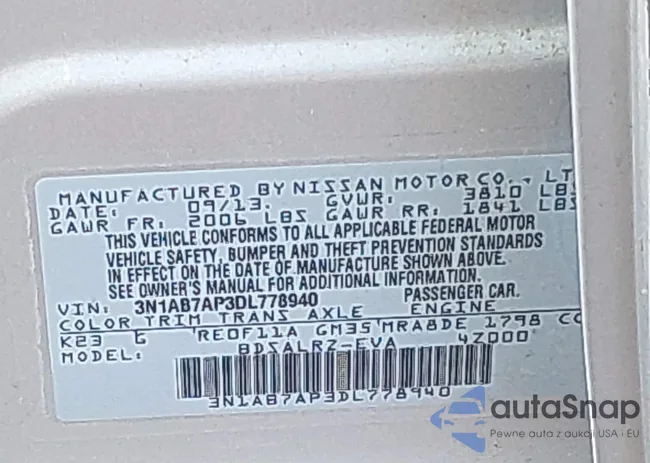 MANUFACTURED BY NISSAN MOTOR CO., LT
DATE: 09/13 GVWR: 3810 LBS
GAWR FR: 2006 LBS GAWR RR: 1841 LBS
THIS VEHICLE CONFORMS TO ALL APPLICABLE FEDERAL MOTOR
VEHICLE SAFETY, BUMPER AND THEFT PREVENTION STANDARDS
IN EFFECT ON THE DATE OF MANUFACTURE SHOWN ABOVE.
SEE OWNER'S MANUAL FOR ADDITIONAL INFORMATION.
VIN: 3N1AB7AP3DL778940 PASSENGER CAR
COLOR TRIM TRANS AXLE ENGINE
K23 G RE0F11A GM35 MRA8DE 1798 CC
BDSALRZ-EVA 4Z000
3N1AB7AP3DL778940
autaSnap
Pewne auta z aukcji USA · EU